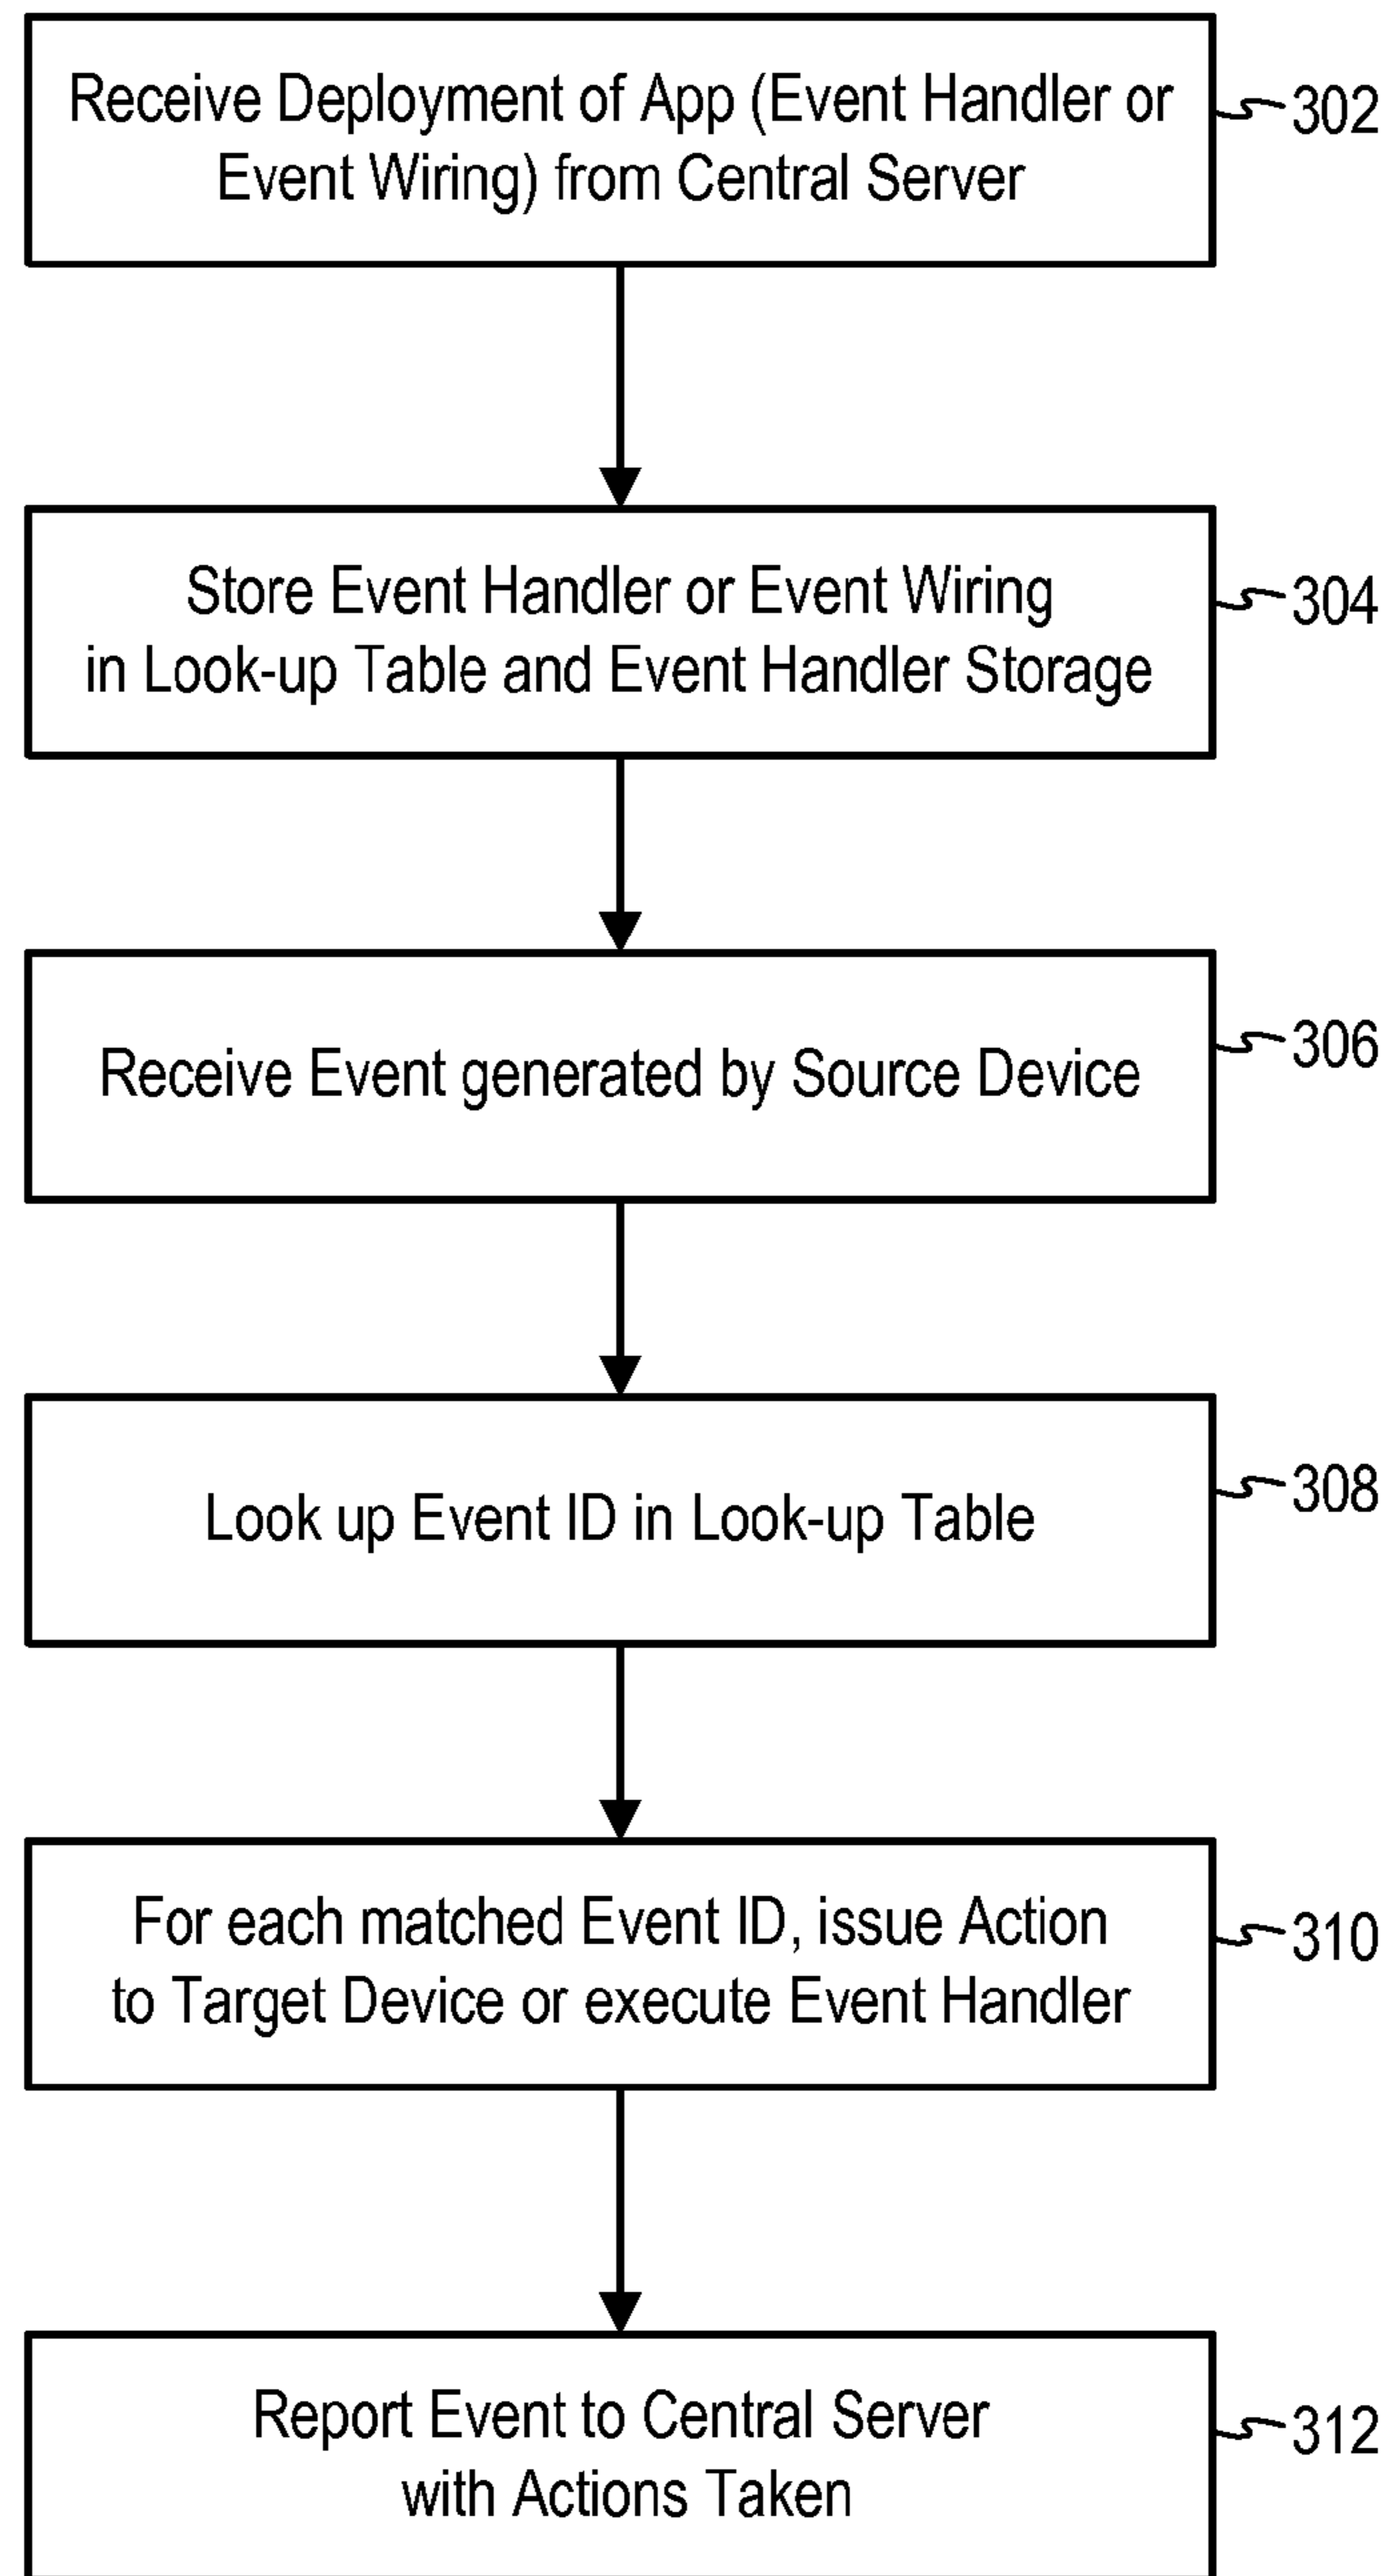 Receive Deployment of App (Event Handler or
Event Wiring) from Central Server
302
Store Event Handler or Event Wiring
in Look-up Table and Event Handler Storage
304
Receive Event generated by Source Device
306
Look up Event ID in Look-up Table
308
For each matched Event ID, issue Action
to Target Device or execute Event Handler
310
Report Event to Central Server
with Actions Taken
312